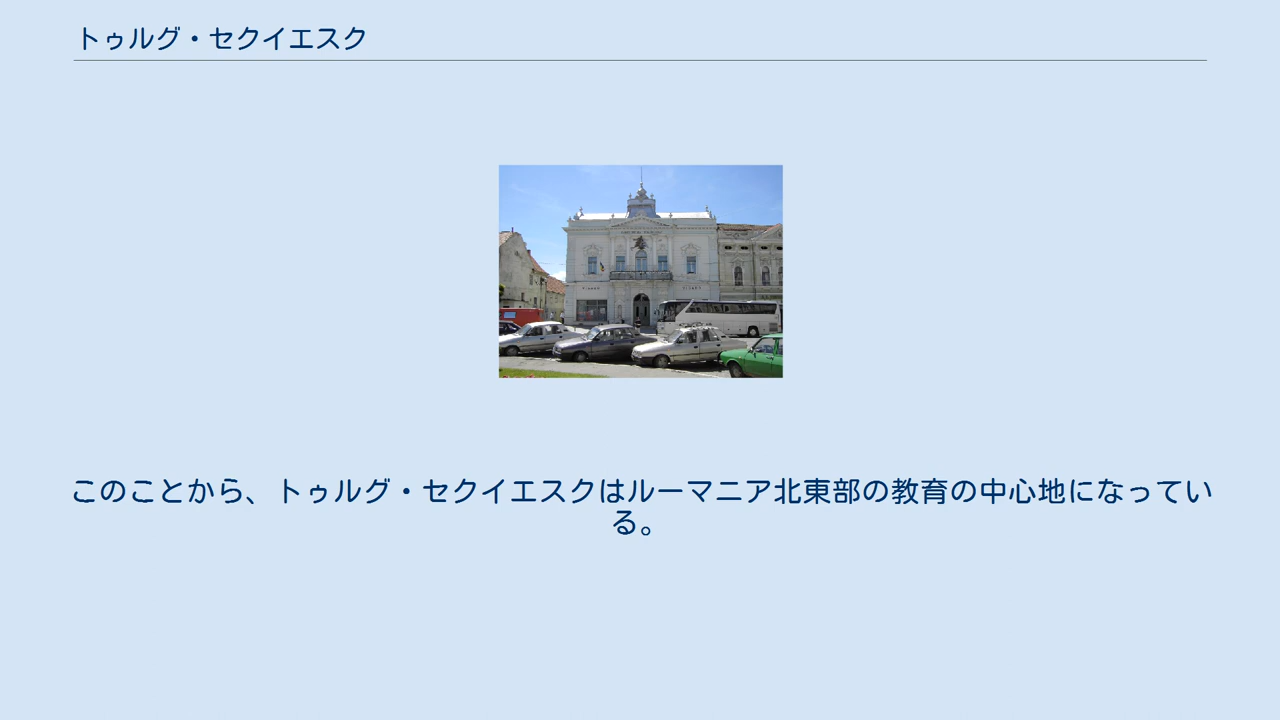 トゥルグ・セクイエスク
このことから、トゥルグ・セクイエスクはルーマニア北東部の教育の中心地になってい
る。